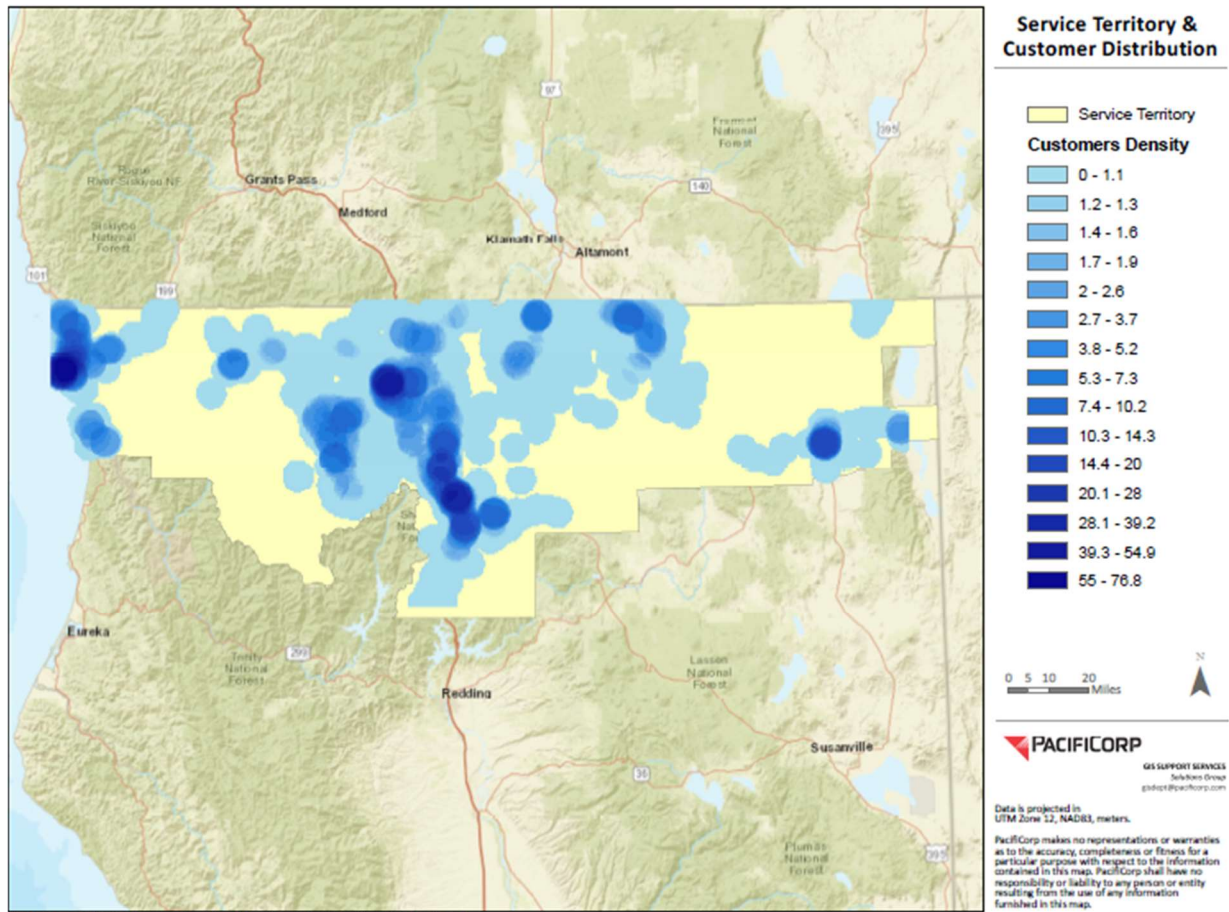 Service Territory &
Customer Distribution
Service Territory
Customers Density
0 - 1.1
1.2 - 1.3
1.4 - 1.6
1.7 - 1.9
2 - 2.6
2.7 - 3.7
3.8 - 5.2
5.3 - 7.3
7.4 - 10.2
10.3 - 14.3
14.4 - 20
20.1 - 28
28.1 - 39.2
39.3 - 54.9
55 - 76.8
N
0 5 10 20
Miles
PACIFICORP
GIS SUPPORT SERVICES
Solutions Group
gisdept@pacificorp.com
Data is projected in
UTM Zone 12, NAD83, meters.
PacifiCorp makes no representations or warranties
as to the accuracy, completeness or fitness for a
particular purpose with respect to the information
contained in this map. PacifiCorp shall have no
responsibility or liability to any person or entity
resulting from the use of any information
furnished in this map.
97
395
Fremont
National
Forest
Rogue
River-Siskiyou NF
Grants Pass
140
Medford
Siskiyou
National
Forest
Klamath Falls
Altamont
101
199
Eureka
Trinity
National
Forest
299
Lassen
National
Forest
Redding
Susanville
36
Plumas
National
Forest
395